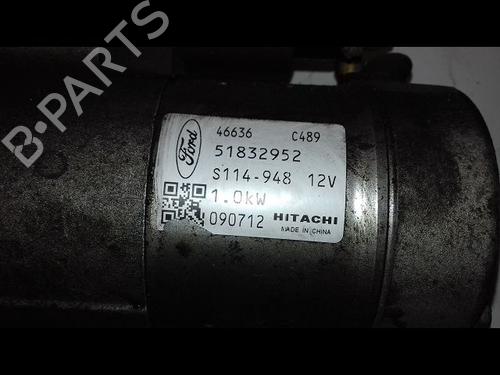 B-PARTS
Ford
46636 C489
51832952
S114-948 12V
1.0kW
090712 HITACHI
MADE IN CHINA